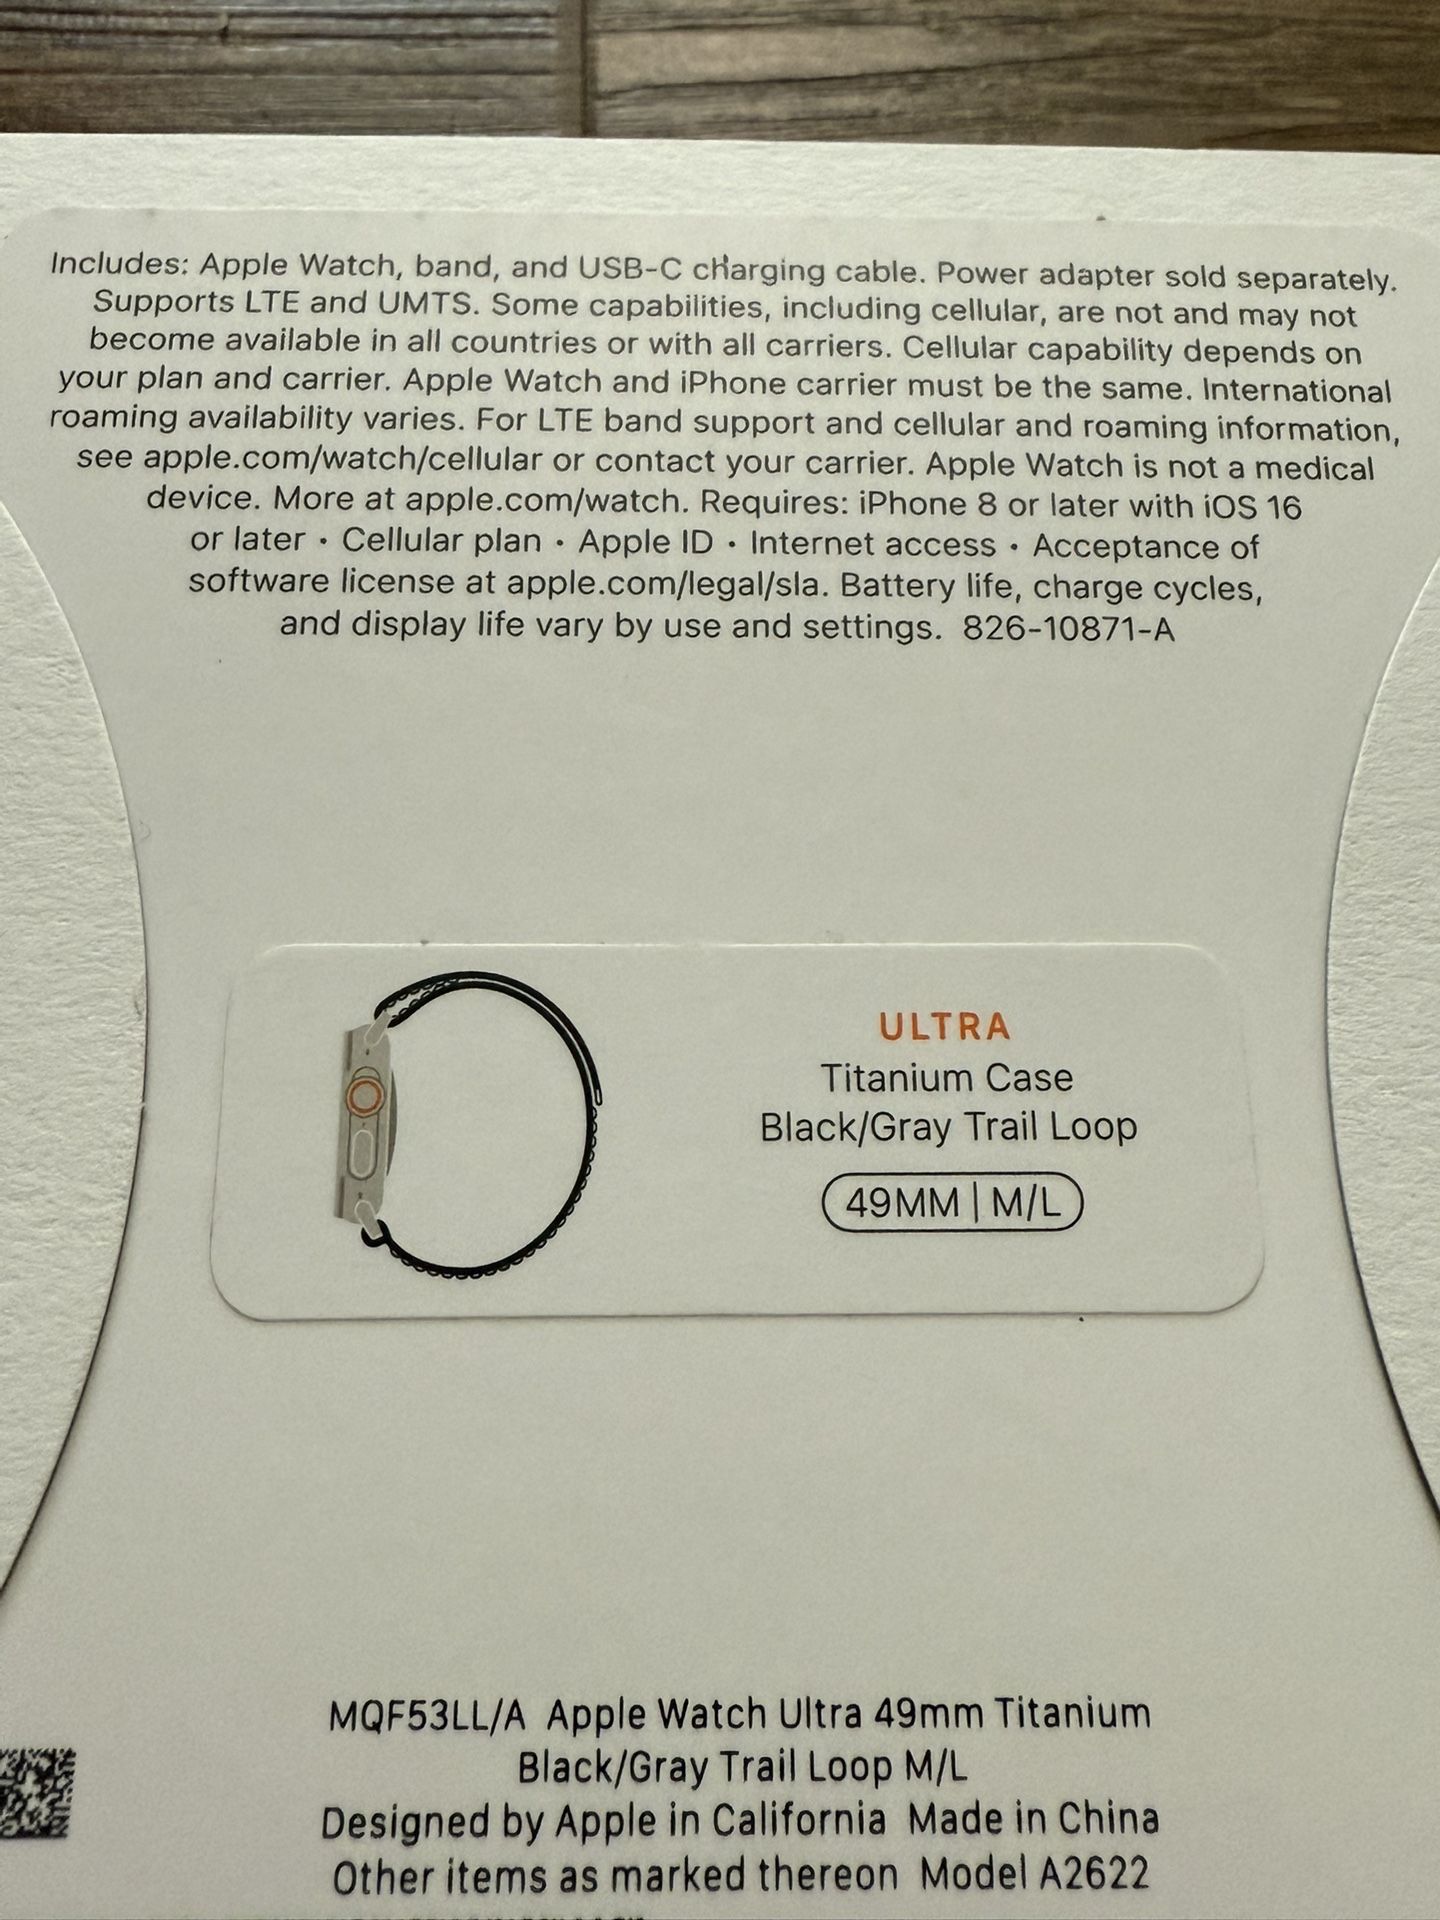 Includes: Apple Watch, band, and USB-C charging cable. Power adapter sold separately.
Supports LTE and UMTS. Some capabilities, including cellular, are not and may not
become available in all countries or with all carriers. Cellular capability depends on
your plan and carrier. Apple Watch and iPhone carrier must be the same. International
roaming availability varies. For LTE band support and cellular and roaming information,
see apple.com/watch/cellular or contact your carrier. Apple Watch is not a medical
device. More at apple.com/watch. Requires: iPhone 8 or later with iOS 16
or later • Cellular plan • Apple ID • Internet access • Acceptance of
software license at apple.com/legal/sla. Battery life, charge cycles,
and display life vary by use and settings. 826-10871-A
ULTRA
Titanium Case
Black/Gray Trail Loop
49MM | M/L
MQF53LL/A Apple Watch Ultra 49mm Titanium
Black/Gray Trail Loop M/L
Designed by Apple in California Made in China
Other items as marked thereon Model A2622